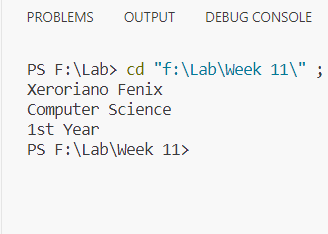 PROBLEMS OUTPUT DEBUG CONSOLE
PS F:\Lab> cd "f:\Lab\Week 11\" ;
Xeroriano Fenix
Computer Science
1st Year
PS F:\Lab\Week 11>